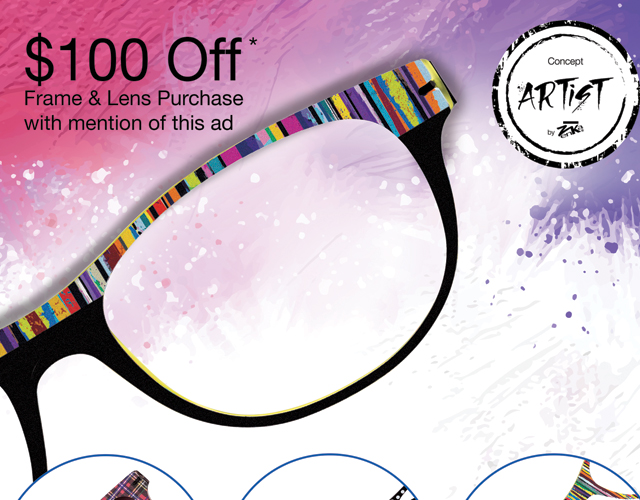 $100 Off*
Frame & Lens Purchase
with mention of this ad
Concept
ARTIST
by